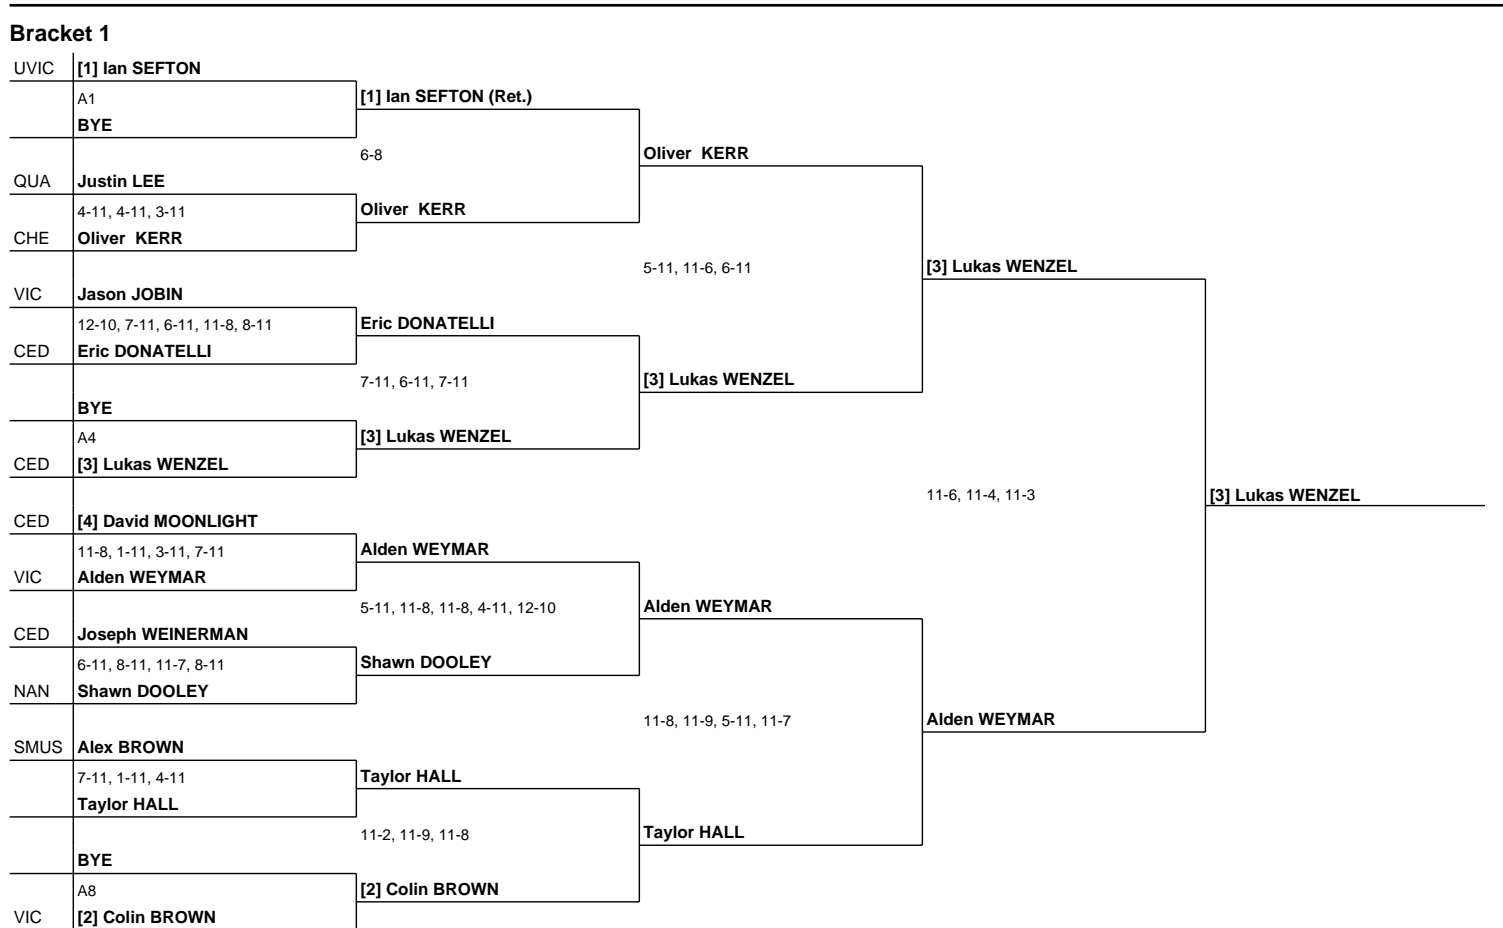 Bracket 1
UVIC [1] Ian SEFTON
A1 [1] Ian SEFTON (Ret.)
BYE
6-8 Oliver KERR
QUA Justin LEE
4-11, 4-11, 3-11 Oliver KERR
CHE Oliver KERR
5-11, 11-6, 6-11 [3] Lukas WENZEL
VIC Jason JOBIN
12-10, 7-11, 6-11, 11-8, 8-11 Eric DONATELLI
CED Eric DONATELLI
7-11, 6-11, 7-11 [3] Lukas WENZEL
BYE
A4 [3] Lukas WENZEL
CED [3] Lukas WENZEL
11-6, 11-4, 11-3 [3] Lukas WENZEL
CED [4] David MOONLIGHT
11-8, 1-11, 3-11, 7-11 Alden WEYMAR
VIC Alden WEYMAR
5-11, 11-8, 11-8, 4-11, 12-10 Alden WEYMAR
CED Joseph WEINERMAN
6-11, 8-11, 11-7, 8-11 Shawn DOOLEY
NAN Shawn DOOLEY
11-8, 11-9, 5-11, 11-7 Alden WEYMAR
SMUS Alex BROWN
7-11, 1-11, 4-11 Taylor HALL
Taylor HALL
11-2, 11-9, 11-8 Taylor HALL
BYE
A8 [2] Colin BROWN
VIC [2] Colin BROWN